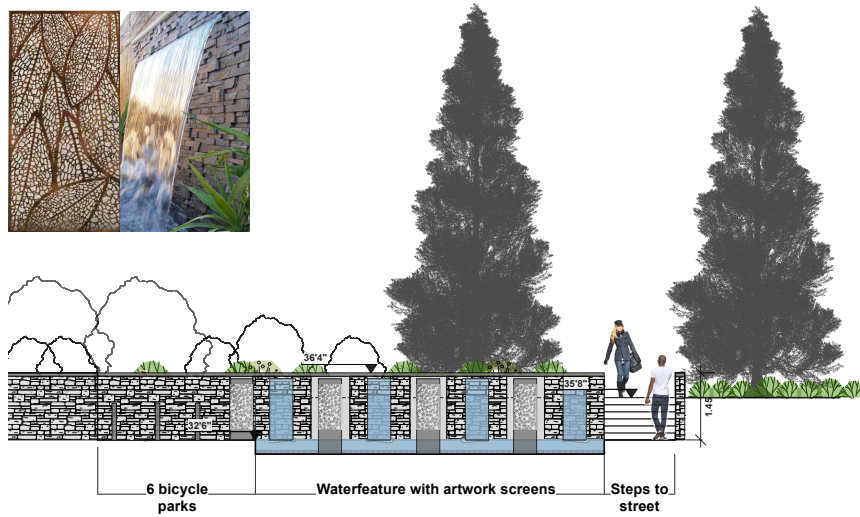 36'4"
35'8"
32'6"
1.45
6 bicycle
parks
Waterfeature with artwork screens
Steps to
street